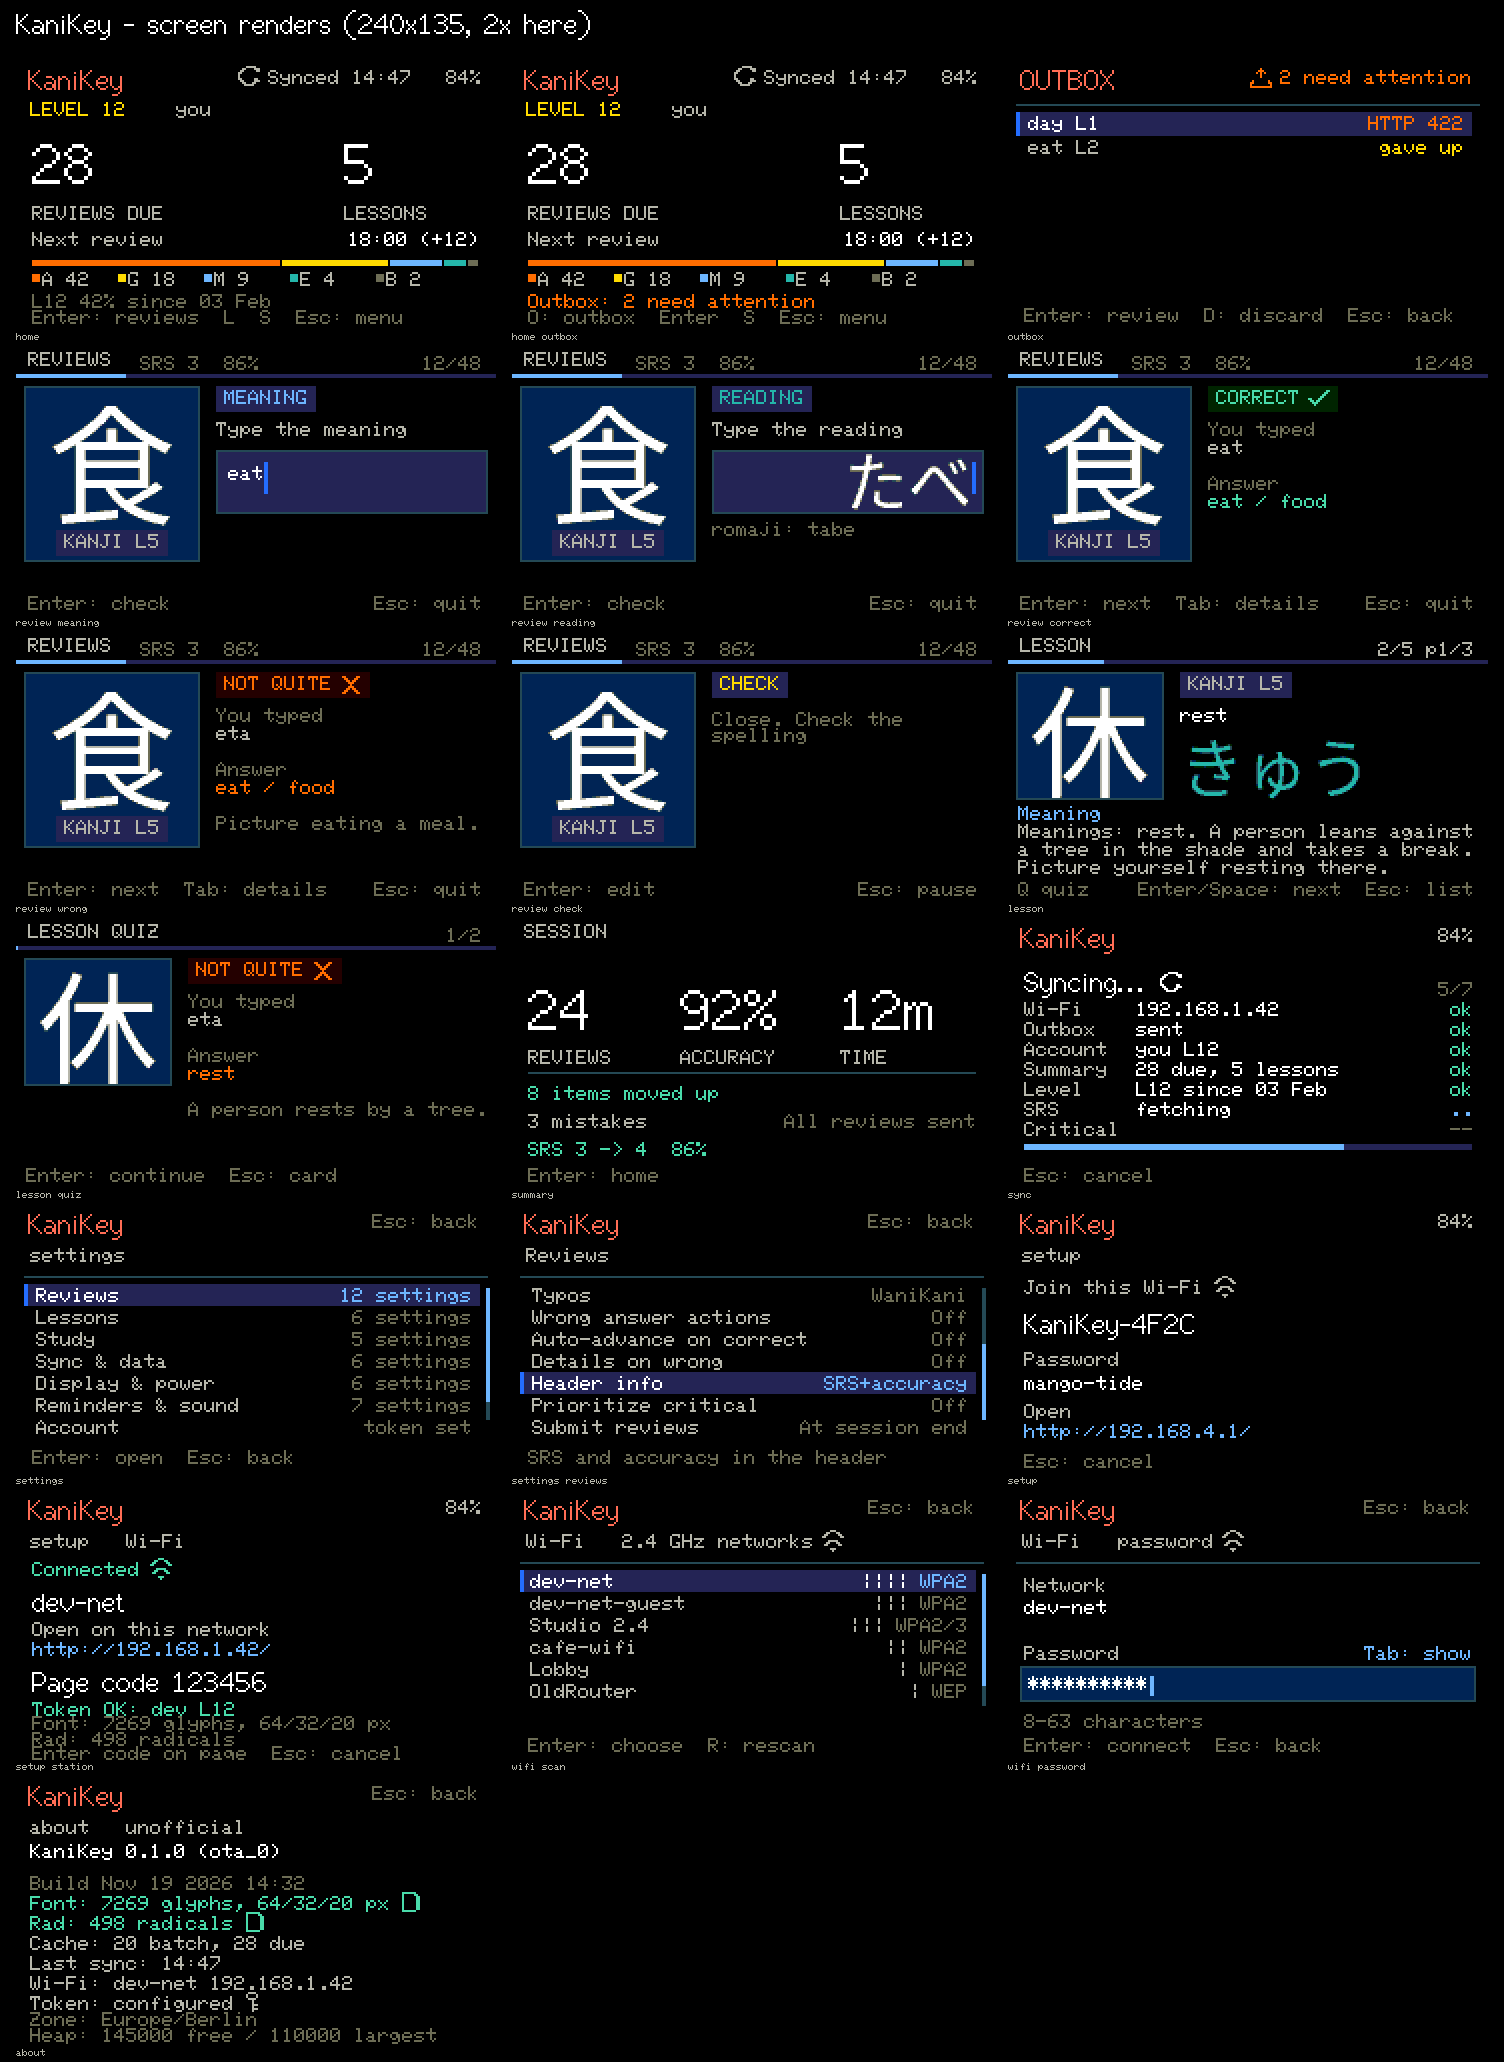 KaniKey - screen renders (240x135, 2x here)
KaniKey Synced 14:47 84%
LEVEL 12 you
28 5
REVIEWS DUE LESSONS
Next review 18:00 (+12)
A 42 G 18 M 9 E 4 B 2
L12 42% since 03 Feb
Enter: reviews L S Esc: menu
home
KaniKey Synced 14:47 84%
LEVEL 12 you
28 5
REVIEWS DUE LESSONS
Next review 18:00 (+12)
A 42 G 18 M 9 E 4 B 2
Outbox: 2 need attention
O: outbox Enter S Esc: menu
home outbox
OUTBOX 2 need attention
day L1 HTTP 422
eat L2 gave up
Enter: review D: discard Esc: back
outbox
REVIEWS SRS 3 86% 12/48
食
KANJI L5
MEANING
Type the meaning
eat
Enter: check Esc: quit
review meaning
REVIEWS SRS 3 86% 12/48
食
KANJI L5
READING
Type the reading
たべ
romaji: tabe
Enter: check Esc: quit
review reading
REVIEWS SRS 3 86% 12/48
食
KANJI L5
CORRECT
You typed
eat
Answer
eat / food
Enter: next Tab: details Esc: quit
review correct
REVIEWS SRS 3 86% 12/48
食
KANJI L5
NOT QUITE
You typed
eta
Answer
eat / food
Picture eating a meal.
Enter: next Tab: details Esc: quit
review wrong
REVIEWS SRS 3 86% 12/48
食
KANJI L5
CHECK
Close. Check the
spelling
Enter: edit Esc: pause
review check
LESSON 2/5 p1/3
休
KANJI L5
rest
きゅう
Meaning
Meanings: rest. A person leans against
a tree in the shade and takes a break.
Picture yourself resting there.
Q quiz Enter/Space: next Esc: list
lesson
LESSON QUIZ 1/2
休
NOT QUITE
You typed
eta
Answer
rest
A person rests by a tree.
Enter: continue Esc: card
lesson quiz
SESSION
24 92% 12m
REVIEWS ACCURACY TIME
8 items moved up
3 mistakes All reviews sent
SRS 3 -> 4 86%
Enter: home
summary
KaniKey 84%
Syncing... 5/7
Wi-Fi 192.168.1.42 ok
Outbox sent ok
Account you L12 ok
Summary 28 due, 5 lessons ok
Level L12 since 03 Feb ok
SRS fetching ..
Critical --
Esc: cancel
sync
KaniKey Esc: back
settings
Reviews 12 settings
Lessons 6 settings
Study 5 settings
Sync & data 6 settings
Display & power 6 settings
Reminders & sound 7 settings
Account token set
Enter: open Esc: back
settings
KaniKey Esc: back
Reviews
Typos WaniKani
Wrong answer actions Off
Auto-advance on correct Off
Details on wrong Off
Header info SRS+accuracy
Prioritize critical Off
Submit reviews At session end
SRS and accuracy in the header
settings reviews
KaniKey 84%
setup
Join this Wi-Fi
KaniKey-4F2C
Password
mango-tide
Open
http://192.168.4.1/
Esc: cancel
setup
KaniKey 84%
setup Wi-Fi
Connected
dev-net
Open on this network
http://192.168.1.42/
Page code 123456
Token OK: dev L12
Font: 7269 glyphs, 64/32/20 px
Rad: 498 radicals
Enter code on page Esc: cancel
setup station
KaniKey Esc: back
Wi-Fi 2.4 GHz networks
dev-net WPA2
dev-net-guest WPA2
Studio 2.4 WPA2/3
cafe-wifi WPA2
Lobby WPA2
OldRouter WEP
Enter: choose R: rescan
wifi scan
KaniKey Esc: back
Wi-Fi password
Network
dev-net
Password Tab: show
**********
8-63 characters
Enter: connect Esc: back
wifi password
KaniKey Esc: back
about unofficial
KaniKey 0.1.0 (ota_0)
Build Nov 19 2026 14:32
Font: 7269 glyphs, 64/32/20 px
Rad: 498 radicals
Cache: 20 batch, 28 due
Last sync: 14:47
Wi-Fi: dev-net 192.168.1.42
Token: configured
Zone: Europe/Berlin
Heap: 145000 free / 110000 largest
about